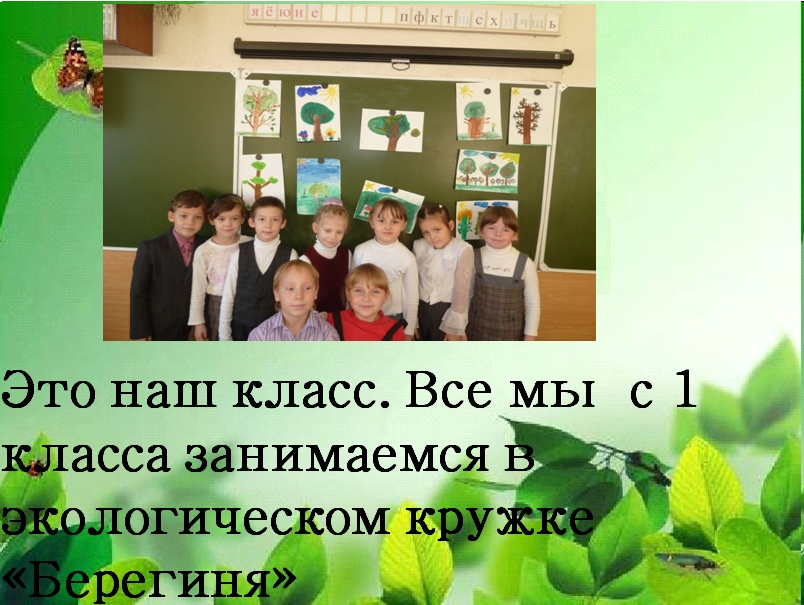 я ё ю и е п ф к т ш с х ч щ ь
Это наш класс. Все мы с 1
класса занимаемся в
экологическом кружке
«Берегиня»